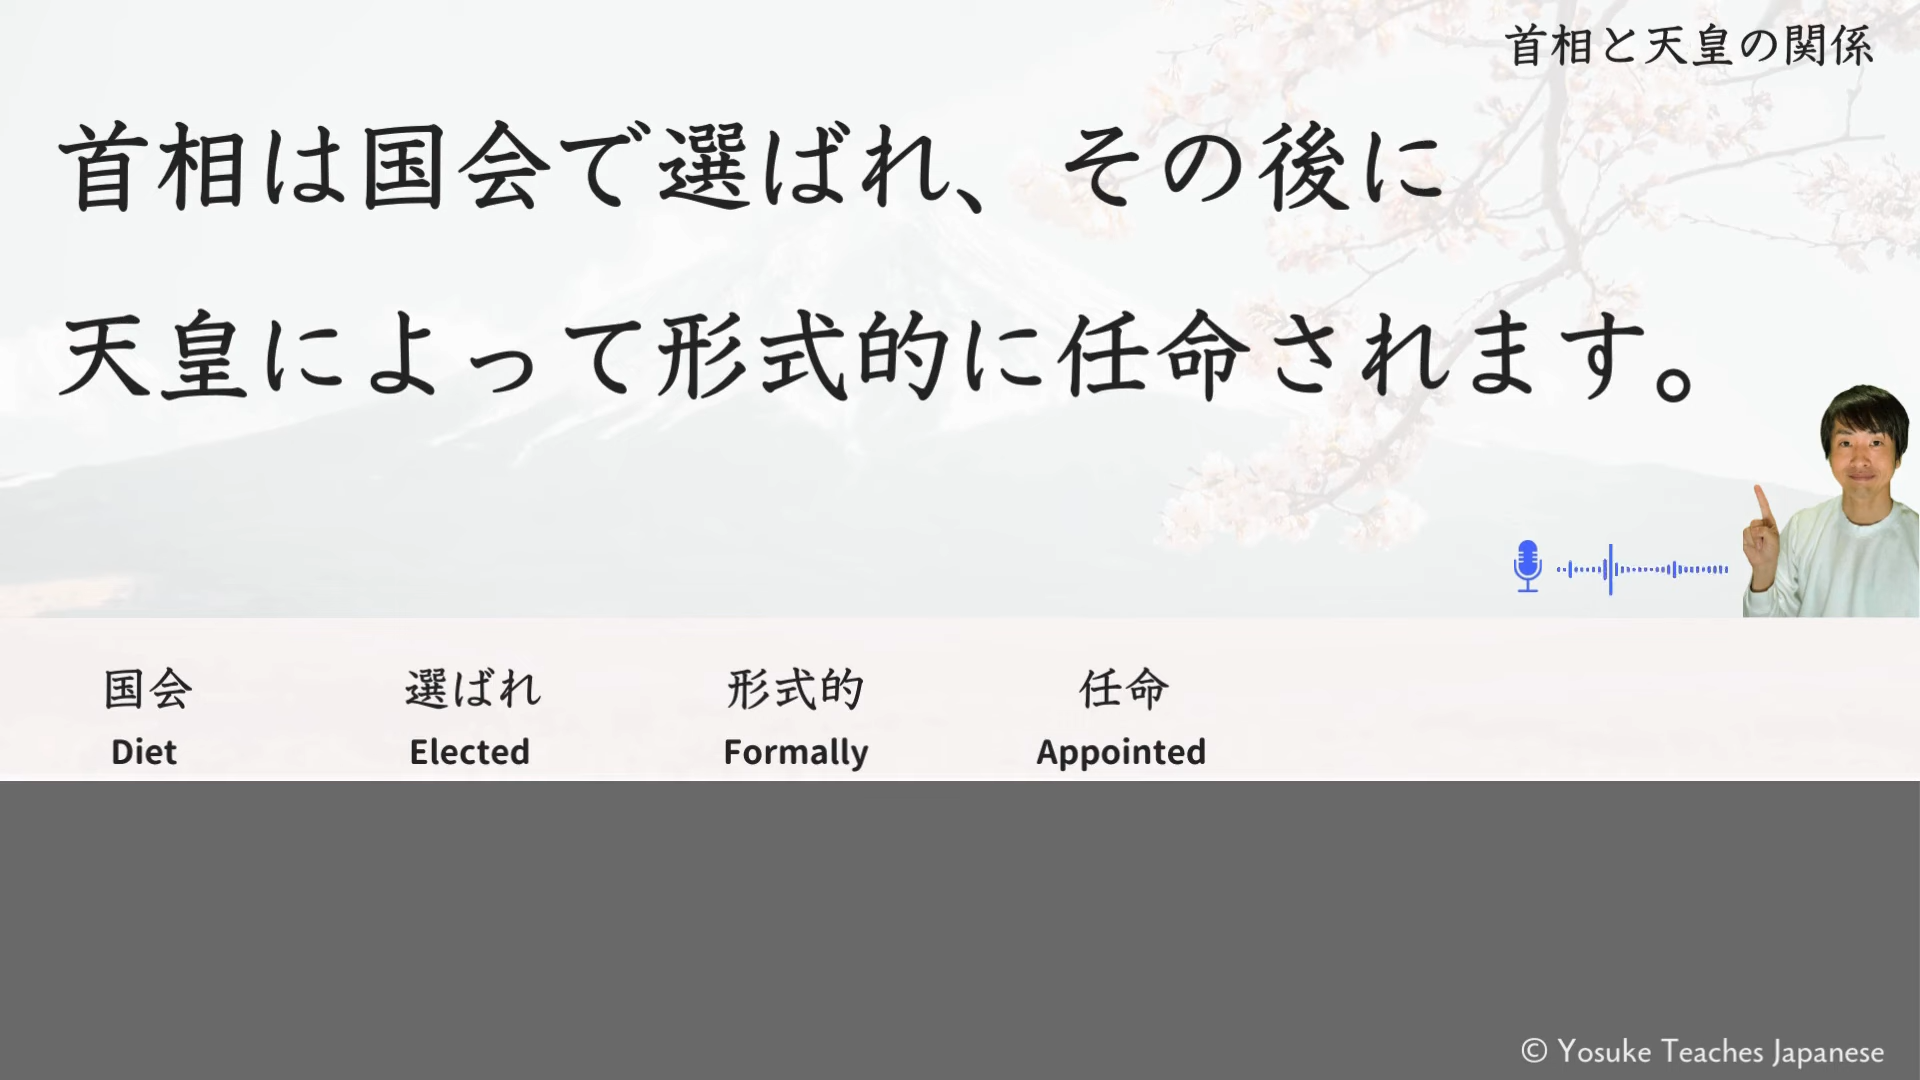 首相と天皇の関係
首相は国会で選ばれ、その後に
天皇によって形式的に任命されます。
国会 選ばれ 形式的 任命
Diet Elected Formally Appointed
© Yosuke Teaches Japanese